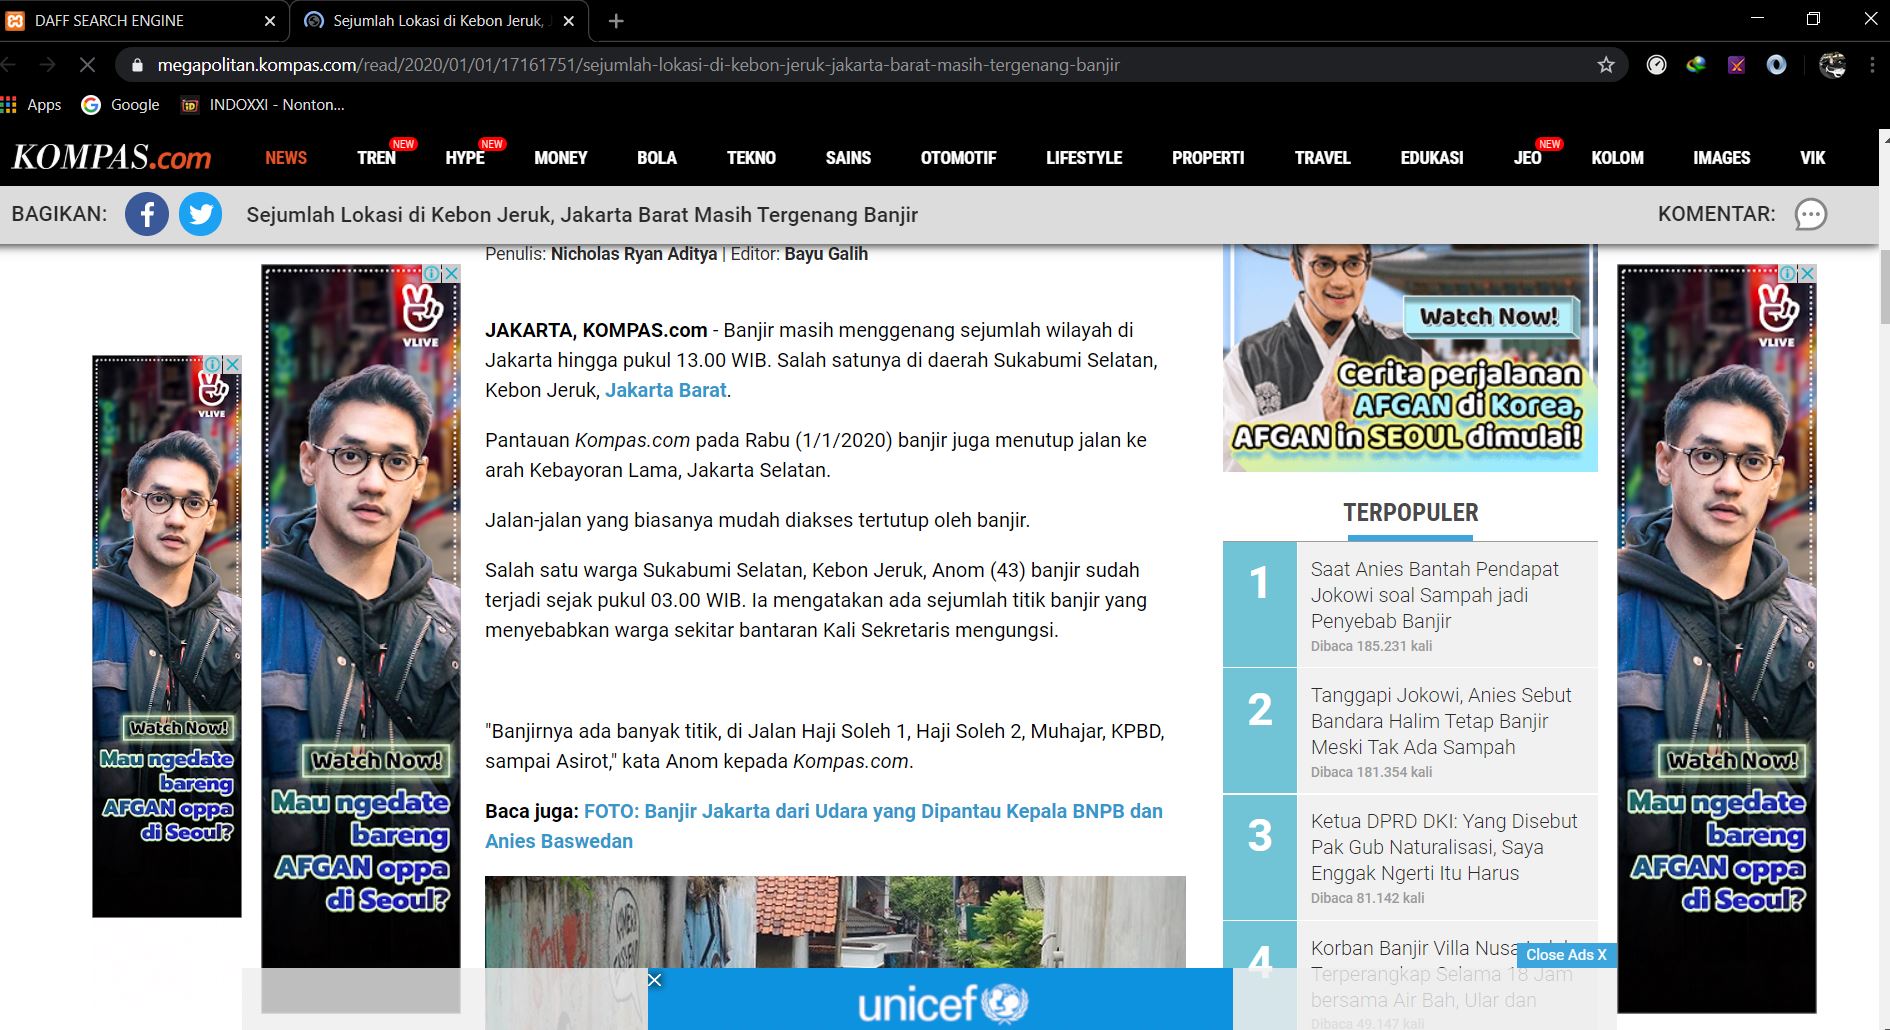 DAFF SEARCH ENGINE
Sejumlah Lokasi di Kebon Jeruk,
megapolitan.kompas.com/read/2020/01/01/17161751/sejumlah-lokasi-di-kebon-jeruk-jakarta-barat-masih-tergenang-banjir
Apps Google INDOXXI - Nonton...
KOMPAS.com NEWS TREN NEW HYPE NEW MONEY BOLA TEKNO SAINS OTOMOTIF LIFESTYLE PROPERTI TRAVEL EDUKASI JEO NEW KOLOM IMAGES VIK
BAGIKAN: Sejumlah Lokasi di Kebon Jeruk, Jakarta Barat Masih Tergenang Banjir KOMENTAR:
VLIVE
Watch Now!
Mau ngedate
bareng
AFGAN oppa
di Seoul?
VLIVE
Watch Now!
Mau ngedate
bareng
AFGAN oppa
di Seoul?
Penulis: Nicholas Ryan Aditya | Editor: Bayu Galih
JAKARTA, KOMPAS.com - Banjir masih menggenang sejumlah wilayah di
Jakarta hingga pukul 13.00 WIB. Salah satunya di daerah Sukabumi Selatan,
Kebon Jeruk, Jakarta Barat.
Pantauan Kompas.com pada Rabu (1/1/2020) banjir juga menutup jalan ke
arah Kebayoran Lama, Jakarta Selatan.
Jalan-jalan yang biasanya mudah diakses tertutup oleh banjir.
Salah satu warga Sukabumi Selatan, Kebon Jeruk, Anom (43) banjir sudah
terjadi sejak pukul 03.00 WIB. Ia mengatakan ada sejumlah titik banjir yang
menyebabkan warga sekitar bantaran Kali Sekretaris mengungsi.
"Banjirnya ada banyak titik, di Jalan Haji Soleh 1, Haji Soleh 2, Muhajar, KPBD,
sampai Asirot," kata Anom kepada Kompas.com.
Baca juga: FOTO: Banjir Jakarta dari Udara yang Dipantau Kepala BNPB dan
Anies Baswedan
Watch Now!
Cerita perjalanan
AFGAN di Korea,
AFGAN in SEOUL dimulai!
TERPOPULER
1
Saat Anies Bantah Pendapat
Jokowi soal Sampah jadi
Penyebab Banjir
Dibaca 185.231 kali
2
Tanggapi Jokowi, Anies Sebut
Bandara Halim Tetap Banjir
Meski Tak Ada Sampah
Dibaca 181.354 kali
3
Ketua DPRD DKI: Yang Disebut
Pak Gub Naturalisasi, Saya
Enggak Ngerti Itu Harus
Dibaca 81.142 kali
4
Korban Banjir Villa Nusa
Terperangkap Selama 18 Jam
bersama Air Bah, Ular dan
Dibaca 49.147 kali
Close Ads X
VLIVE
Watch Now!
Mau ngedate
bareng
AFGAN oppa
di Seoul?
unicef